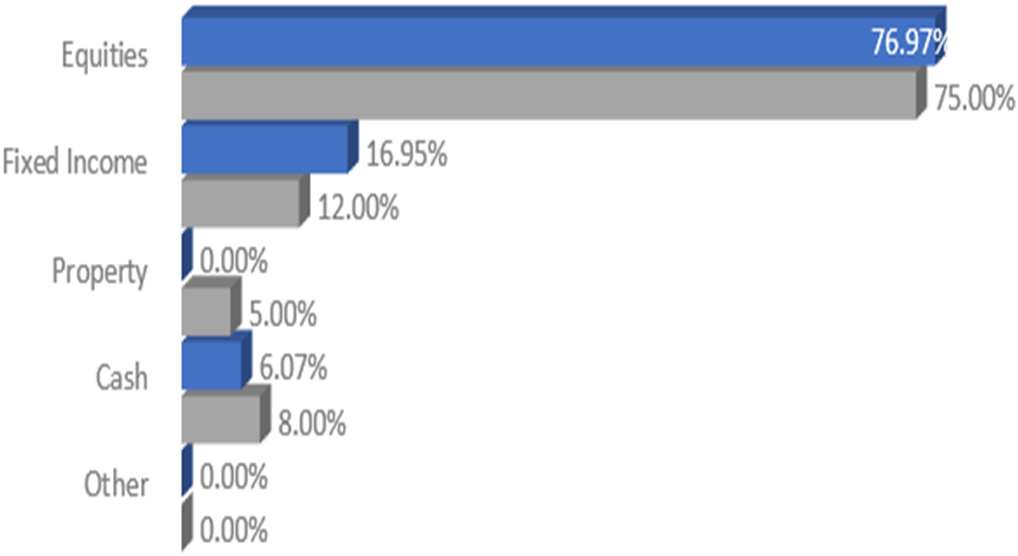 76.97%
Equities
75.00%
16.95%
Fixed Income
12.00%
0.00%
Property
5.00%
6.07%
Cash
8.00%
0.00%
Other
0.00%